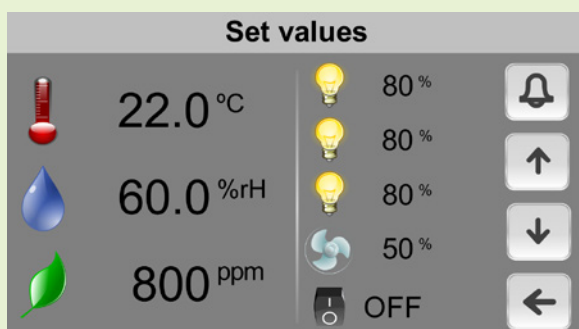 Set values
22.0 °C
60.0 %rH
800 ppm
80 %
80 %
80 %
50 %
OFF